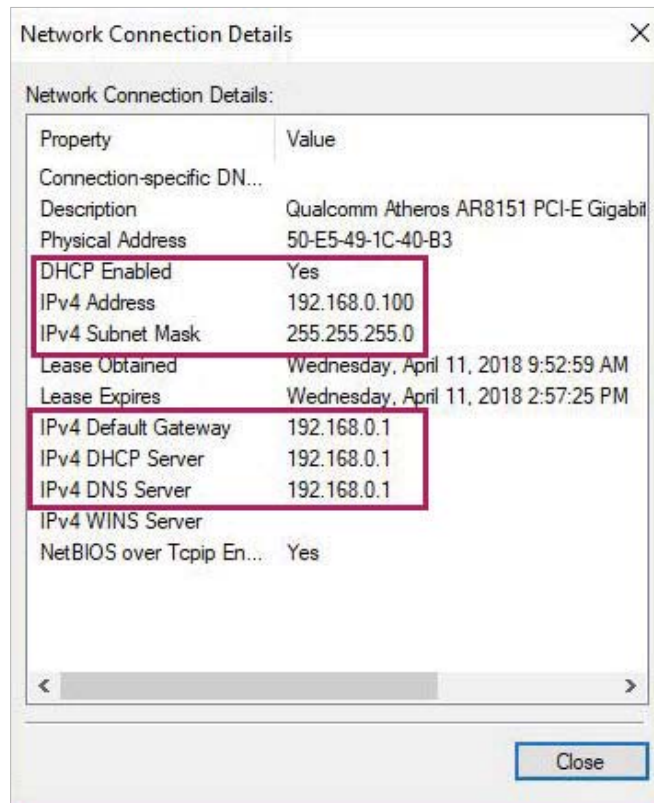 Network Connection Details
Network Connection Details:
Property Value
Connection-specific DN...
Description Qualcomm Atheros AR8151 PCI-E Gigabit
Physical Address 50-E5-49-1C-40-B3
DHCP Enabled Yes
IPv4 Address 192.168.0.100
IPv4 Subnet Mask 255.255.255.0
Lease Obtained Wednesday, April 11, 2018 9:52:59 AM
Lease Expires Wednesday, April 11, 2018 2:57:25 PM
IPv4 Default Gateway 192.168.0.1
IPv4 DHCP Server 192.168.0.1
IPv4 DNS Server 192.168.0.1
IPv4 WINS Server
NetBIOS over Tcpip En... Yes
Close